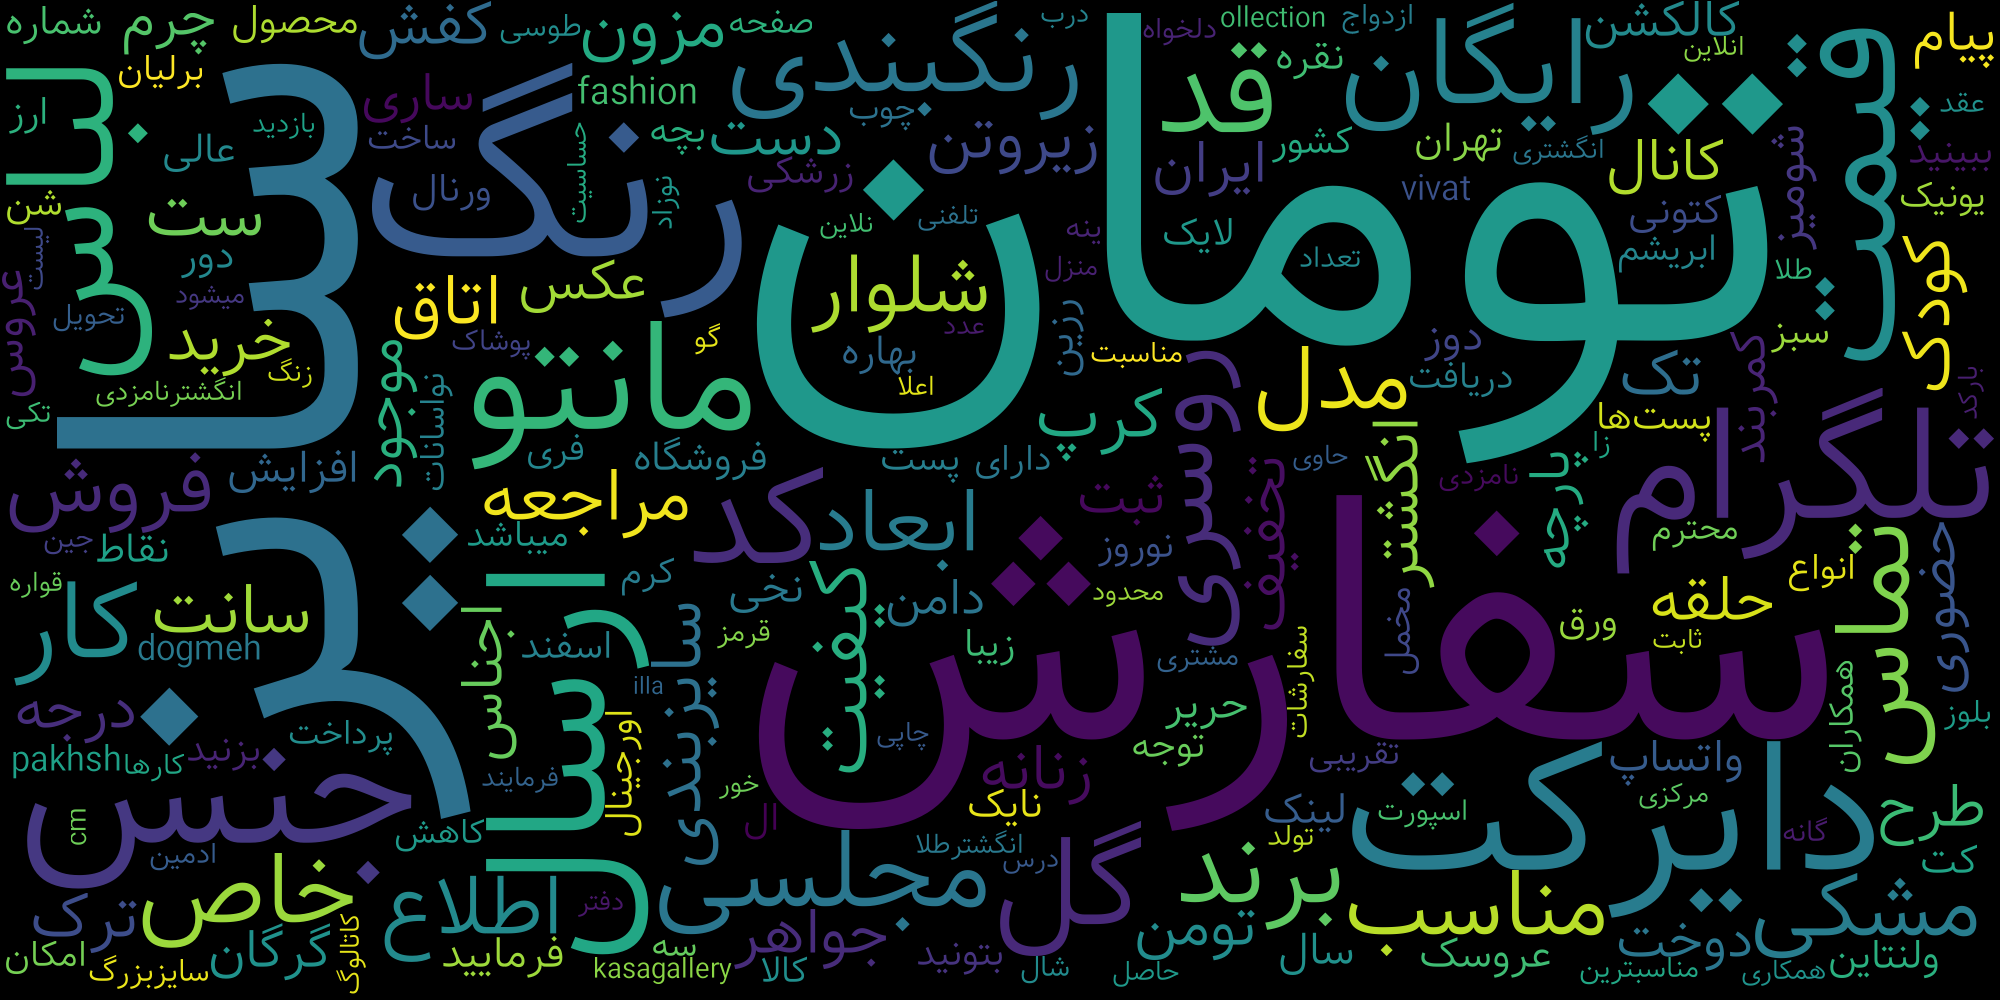 شماره
چرم
محصول
کفش
طوسی
مزون
صفحه
رنگبندی
درب
دلخواه
ollection
ازدواج
کالکشن
انلاین
پیام
قیمت
لباس
برلیان
ارز
بازدید
عالی
سایز
ساری
ساخت
رنگ
fashion
حساسیت
بچه
دست
چوب
زیروتن
قد
نقره
رایگان
کشور
تهران
انگشتری
ایران
کانال
شومیز
عقد
ببینید
یونیک
شن
ست
لیست
عروس
دور
میشود
تحویل
ورنال
نوزاد
زرشکی
تومان
نلاین
تلفنی
ینه
منزل
لایک
vivat
تعداد
کتونی
ابریشم
طلا
کودک
خرید
زنگ
انگشترنامزدی
تکی
اتاق
عکس
پوشاک
گو
شلوار
عدد
بهاره
اعلا
زرین
مناسبت
دوز
دریافت
تک
سبز
کمربند
بارکد
موجود
نواسانات
مانتو
مدل
کرپ
روسری
پست‌ها
تلگرام
فروش
افزایش
فری
فروشگاه
دارای
پست
تخفیف
حاوی
انگشتر
نامزدی
زا
پارچه
جین
نقاط
مراجعه
میباشد
کد
ابعاد
ثبت
نوروز
محترم
تماس
حضوری
قواره
کار
سانت
dogmeh
اجناس
ارسال
کرم
نخی
کیفیت
دامن
محدود
سفارش
مخمل
ورق
حلقه
ثابت
انواع
درجه
اسفند
سایزبندی
قرمز
زیبا
مشتری
سفارشات
همکاران
بلوز
pakhsh
کارها
بزنید
پرداخت
illa
اورجینال
چاپی
حریر
توجه
تقریبی
واتساپ
جنس
فرمایند
خور
زنانه
نایک
لینک
اسپورت
دایرکت
مرکزی
طرح
cm
کاهش
ال
انگشترطلا
تولد
گانه
ادمین
خاص
اطلاع
مجلسی
درس
گل
برند
مناسب
مشکی
کت
ترک
کاتالوگ
دفتر
جواهر
تومن
دوخت
امکان
سایزبزرگ
گرگان
فرمایید
سه
kasagallery
کالا
بتونید
شال
حاصل
سال
عروسک
مناسبترین
همکاری
ولنتاین